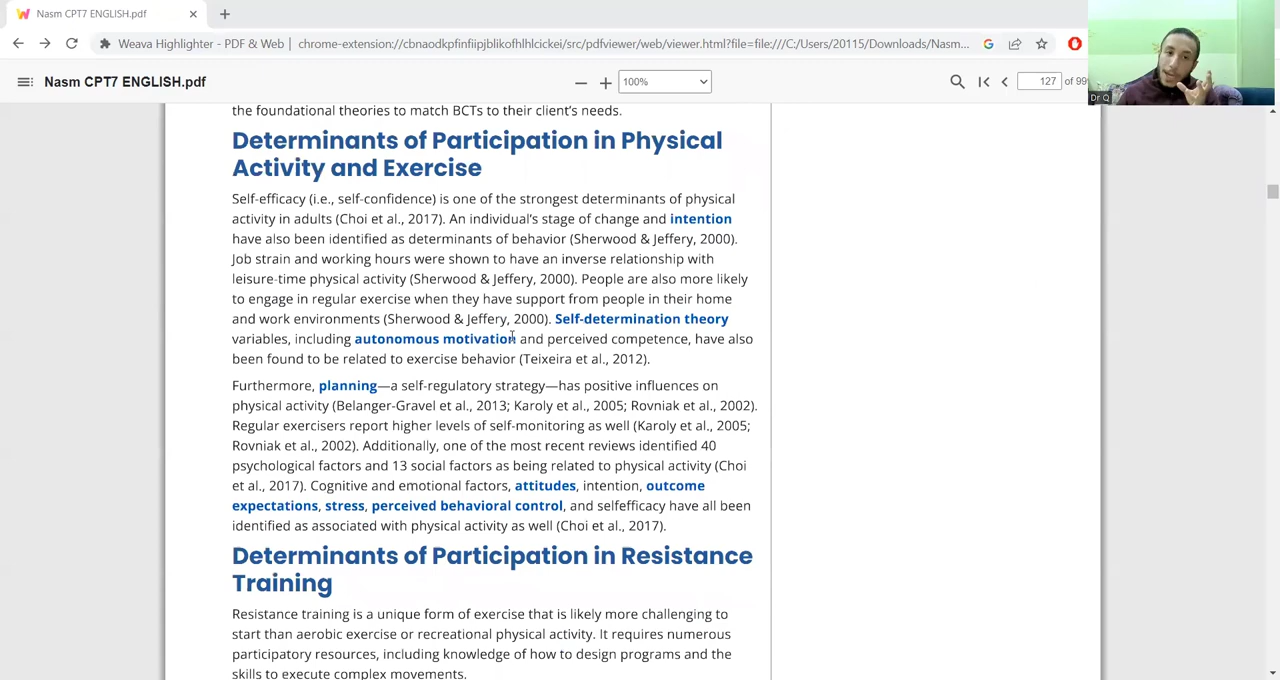 Nasm CPT7 ENGLISH.pdf
Weava Highlighter - PDF & Web | chrome-extension://cbnaodkpfinfiipjblikofhlhlcickei/src/pdfviewer/web/viewer.html?file=file:///C:/Users/20115/Downloads/Nasm...
Nasm CPT7 ENGLISH.pdf
100%
127 of 99
Dr Q
the foundational theories to match BCTs to their client's needs.
Determinants of Participation in Physical
Activity and Exercise
Self-efficacy (i.e., self-confidence) is one of the strongest determinants of physical
activity in adults (Choi et al., 2017). An individual's stage of change and intention
have also been identified as determinants of behavior (Sherwood & Jeffery, 2000).
Job strain and working hours were shown to have an inverse relationship with
leisure-time physical activity (Sherwood & Jeffery, 2000). People are also more likely
to engage in regular exercise when they have support from people in their home
and work environments (Sherwood & Jeffery, 2000). Self-determination theory
variables, including autonomous motivation and perceived competence, have also
been found to be related to exercise behavior (Teixeira et al., 2012).
Furthermore, planning—a self-regulatory strategy—has positive influences on
physical activity (Belanger-Gravel et al., 2013; Karoly et al., 2005; Rovniak et al., 2002).
Regular exercisers report higher levels of self-monitoring as well (Karoly et al., 2005;
Rovniak et al., 2002). Additionally, one of the most recent reviews identified 40
psychological factors and 13 social factors as being related to physical activity (Choi
et al., 2017). Cognitive and emotional factors, attitudes, intention, outcome
expectations, stress, perceived behavioral control, and selfefficacy have all been
identified as associated with physical activity as well (Choi et al., 2017).
Determinants of Participation in Resistance
Training
Resistance training is a unique form of exercise that is likely more challenging to
start than aerobic exercise or recreational physical activity. It requires numerous
participatory resources, including knowledge of how to design programs and the
skills to execute complex movements.